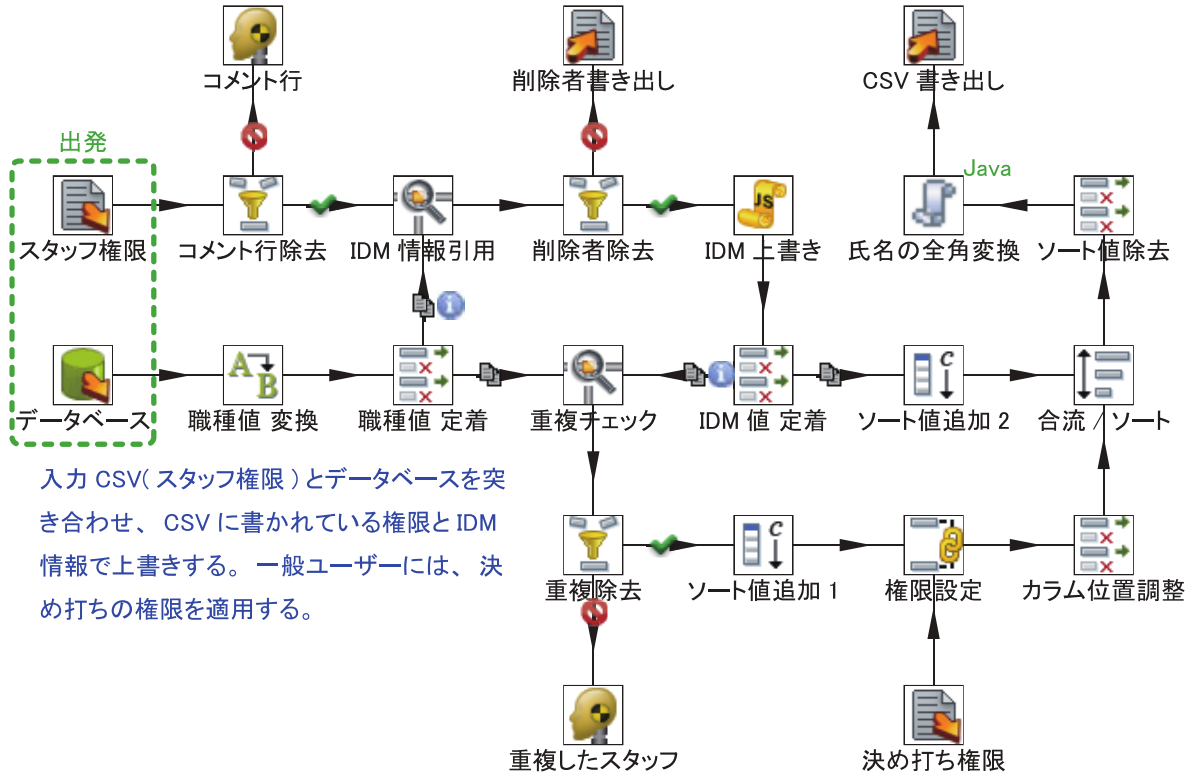 コメント行
削除者書き出し
CSV 書き出し
出発
Java
スタッフ権限
コメント行除去
IDM 情報引用
削除者除去
JS
IDM 上書き
氏名の全角変換
ソート値除去
A
B
C
データベース
職種値 変換
職種値 定着
重複チェック
IDM 値 定着
ソート値追加 2
合流 / ソート
入力 CSV( スタッフ権限 ) とデータベースを突
き合わせ、 CSV に書かれている権限と IDM
情報で上書きする。 一般ユーザーには、 決
め打ちの権限を適用する。
C
重複除去
ソート値追加 1
権限設定
カラム位置調整
重複したスタッフ
決め打ち権限